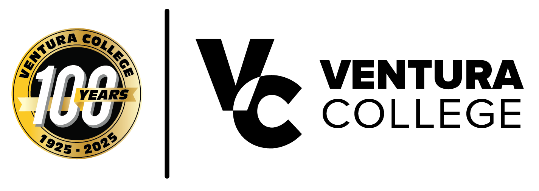 VENTURA COLLEGE
100
YEARS
1925 - 2025
VC
VENTURA
COLLEGE